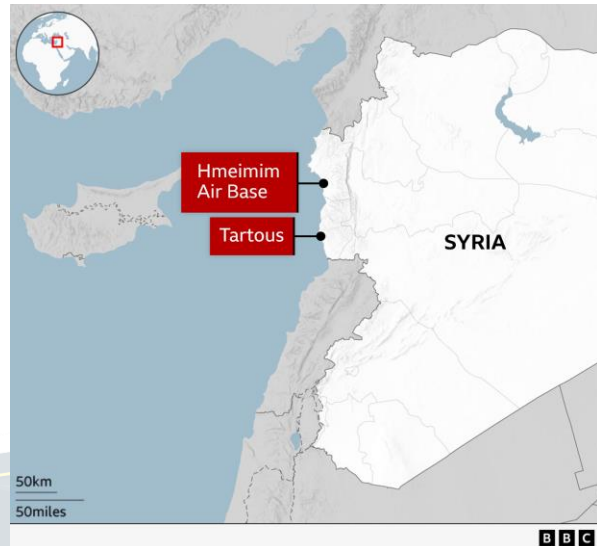 Hmeimim
Air Base
Tartous
SYRIA
50km
50miles
BBC